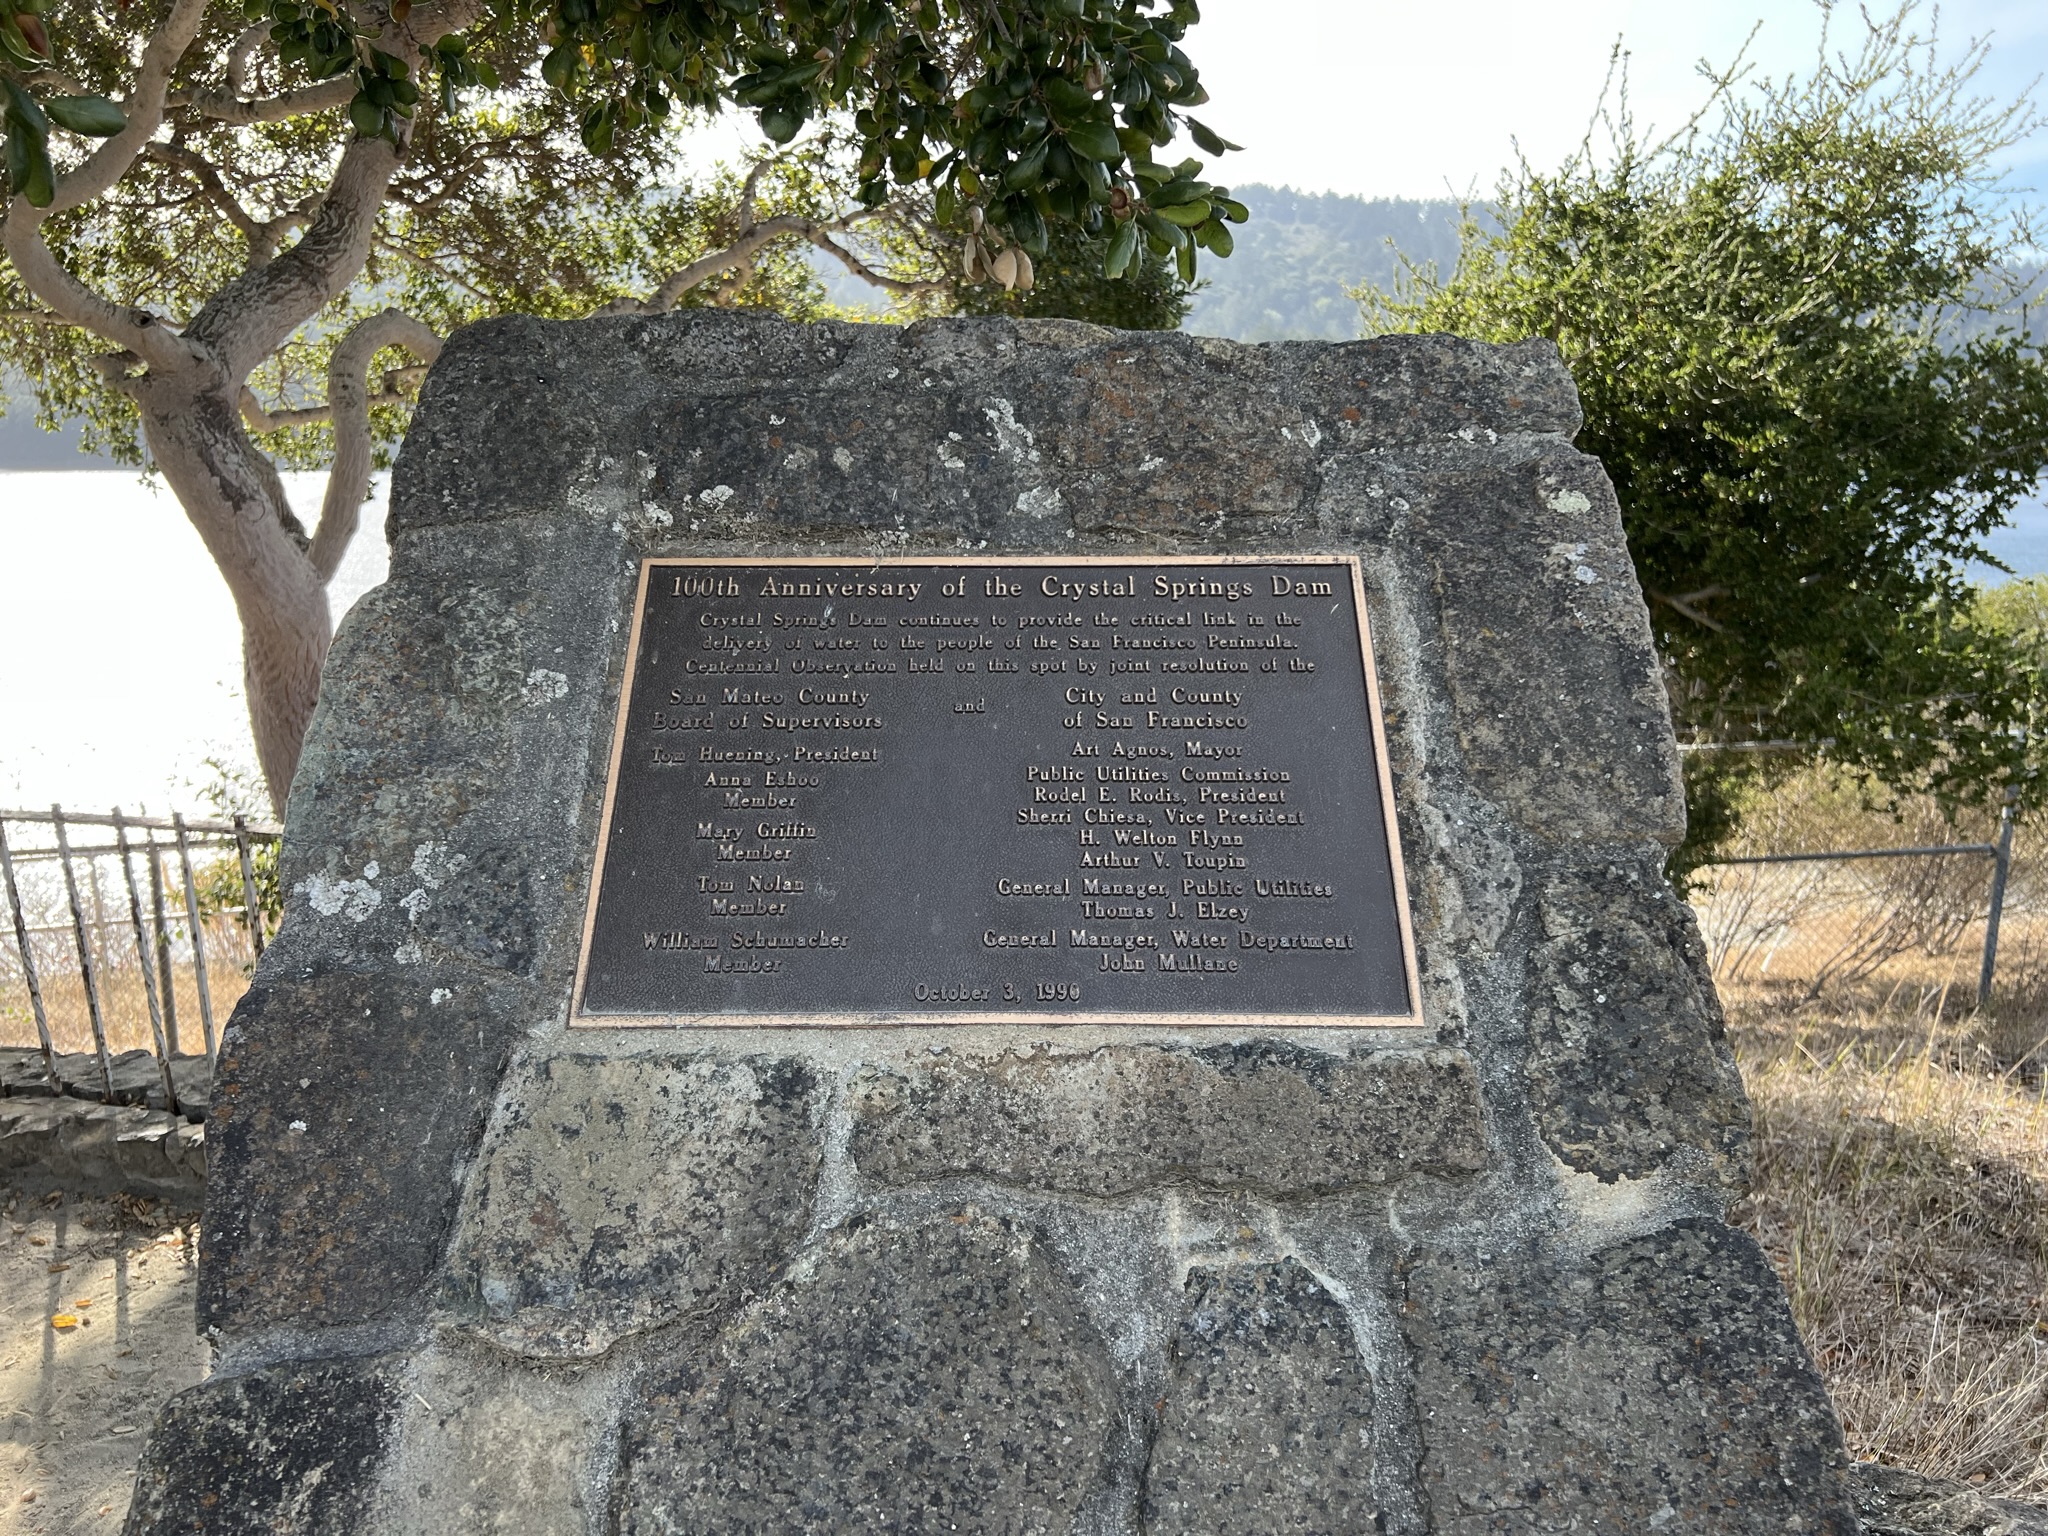 100th Anniversary of the Crystal Springs Dam
Crystal Springs Dam continues to provide the critical link in the
delivery of water to the people of the San Francisco Peninsula.
Centennial Observation held on this spot by joint resolution of the
San Mateo County
Board of Supervisors
and
City and County
of San Francisco
Tom Huening, President
Anna Eshoo
Member
Mary Griffin
Member
Tom Nolan
Member
William Schumacher
Member
Art Agnos, Mayor
Public Utilities Commission
Rodel E. Rodis, President
Sherri Chiesa, Vice President
H. Welton Flynn
Arthur V. Toupin
General Manager, Public Utilities
Thomas J. Elzey
General Manager, Water Department
John Mullane
October 3, 1990